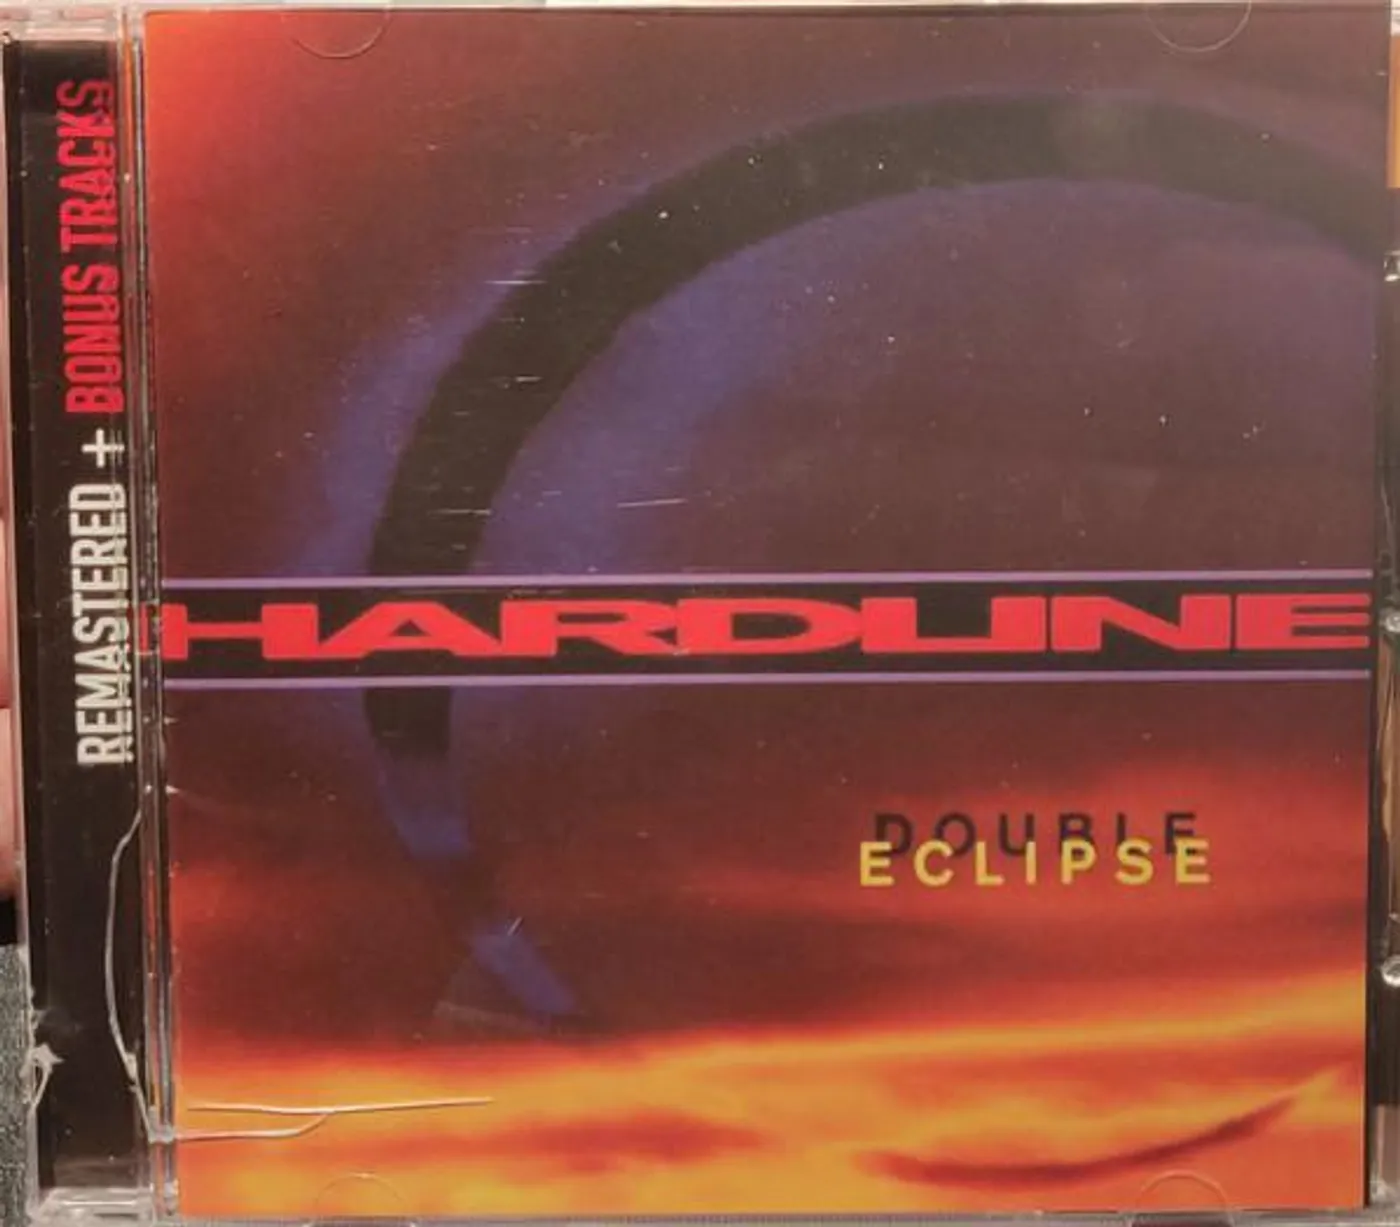 REMASTERED + BONUS TRACKS
HARDLINE
DOUBLE
ECLIPSE